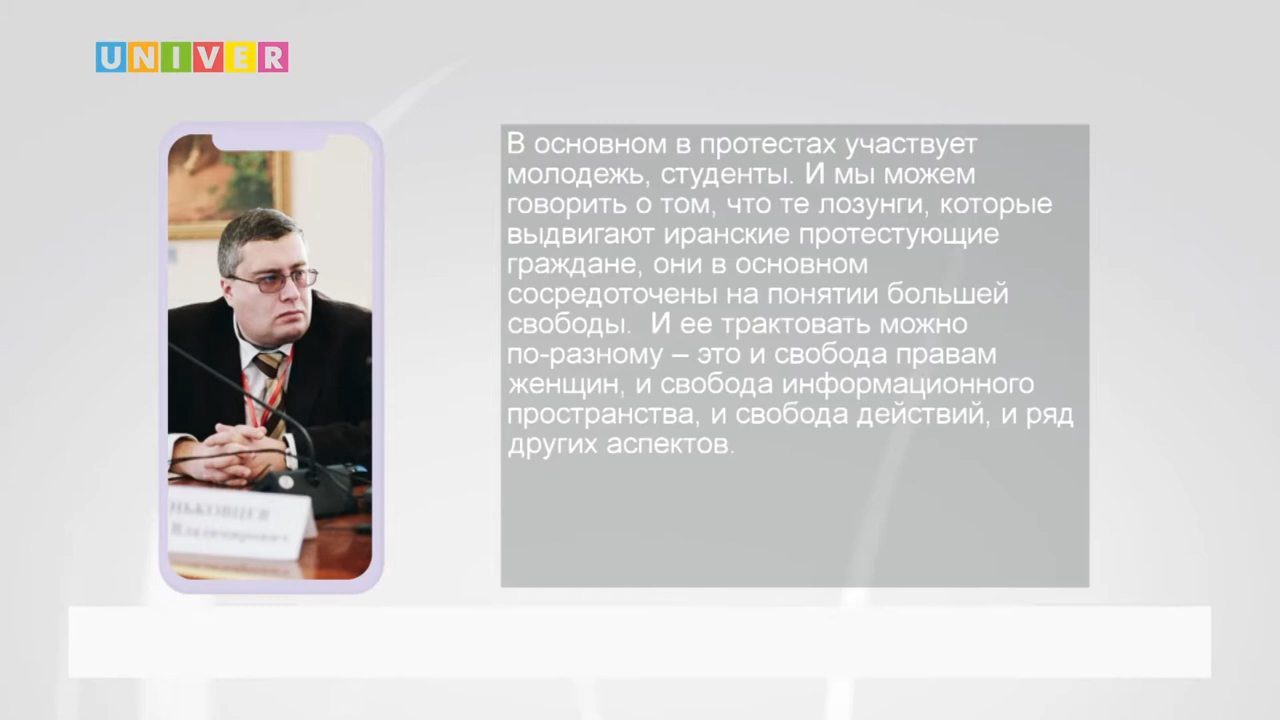 UNIVER
В основном в протестах участвует
молодежь, студенты. И мы можем
говорить о том, что те лозунги, которые
выдвигают иранские протестующие
граждане, они в основном
сосредоточены на понятии большей
свободы.  И ее трактовать можно
по-разному – это и свобода правам
женщин, и свобода информационного
пространства, и свобода действий, и ряд
других аспектов.